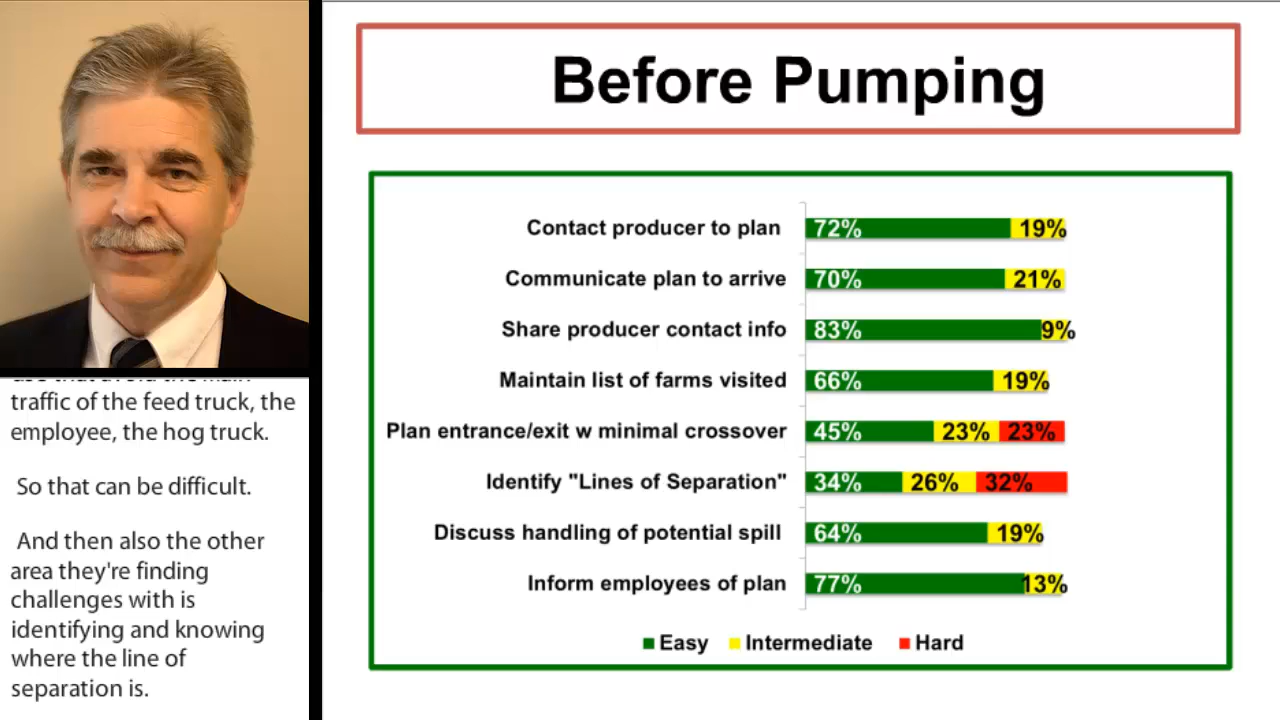 Before Pumping
Contact producer to plan 72% 19%
Communicate plan to arrive 70% 21%
Share producer contact info 83% 9%
Maintain list of farms visited 66% 19%
Plan entrance/exit w minimal crossover 45% 23% 23%
Identify "Lines of Separation" 34% 26% 32%
Discuss handling of potential spill 64% 19%
Inform employees of plan 77% 13%
Easy Intermediate Hard
traffic of the feed truck, the
employee, the hog truck.
So that can be difficult.
And then also the other
area they're finding
challenges with is
identifying and knowing
where the line of
separation is.